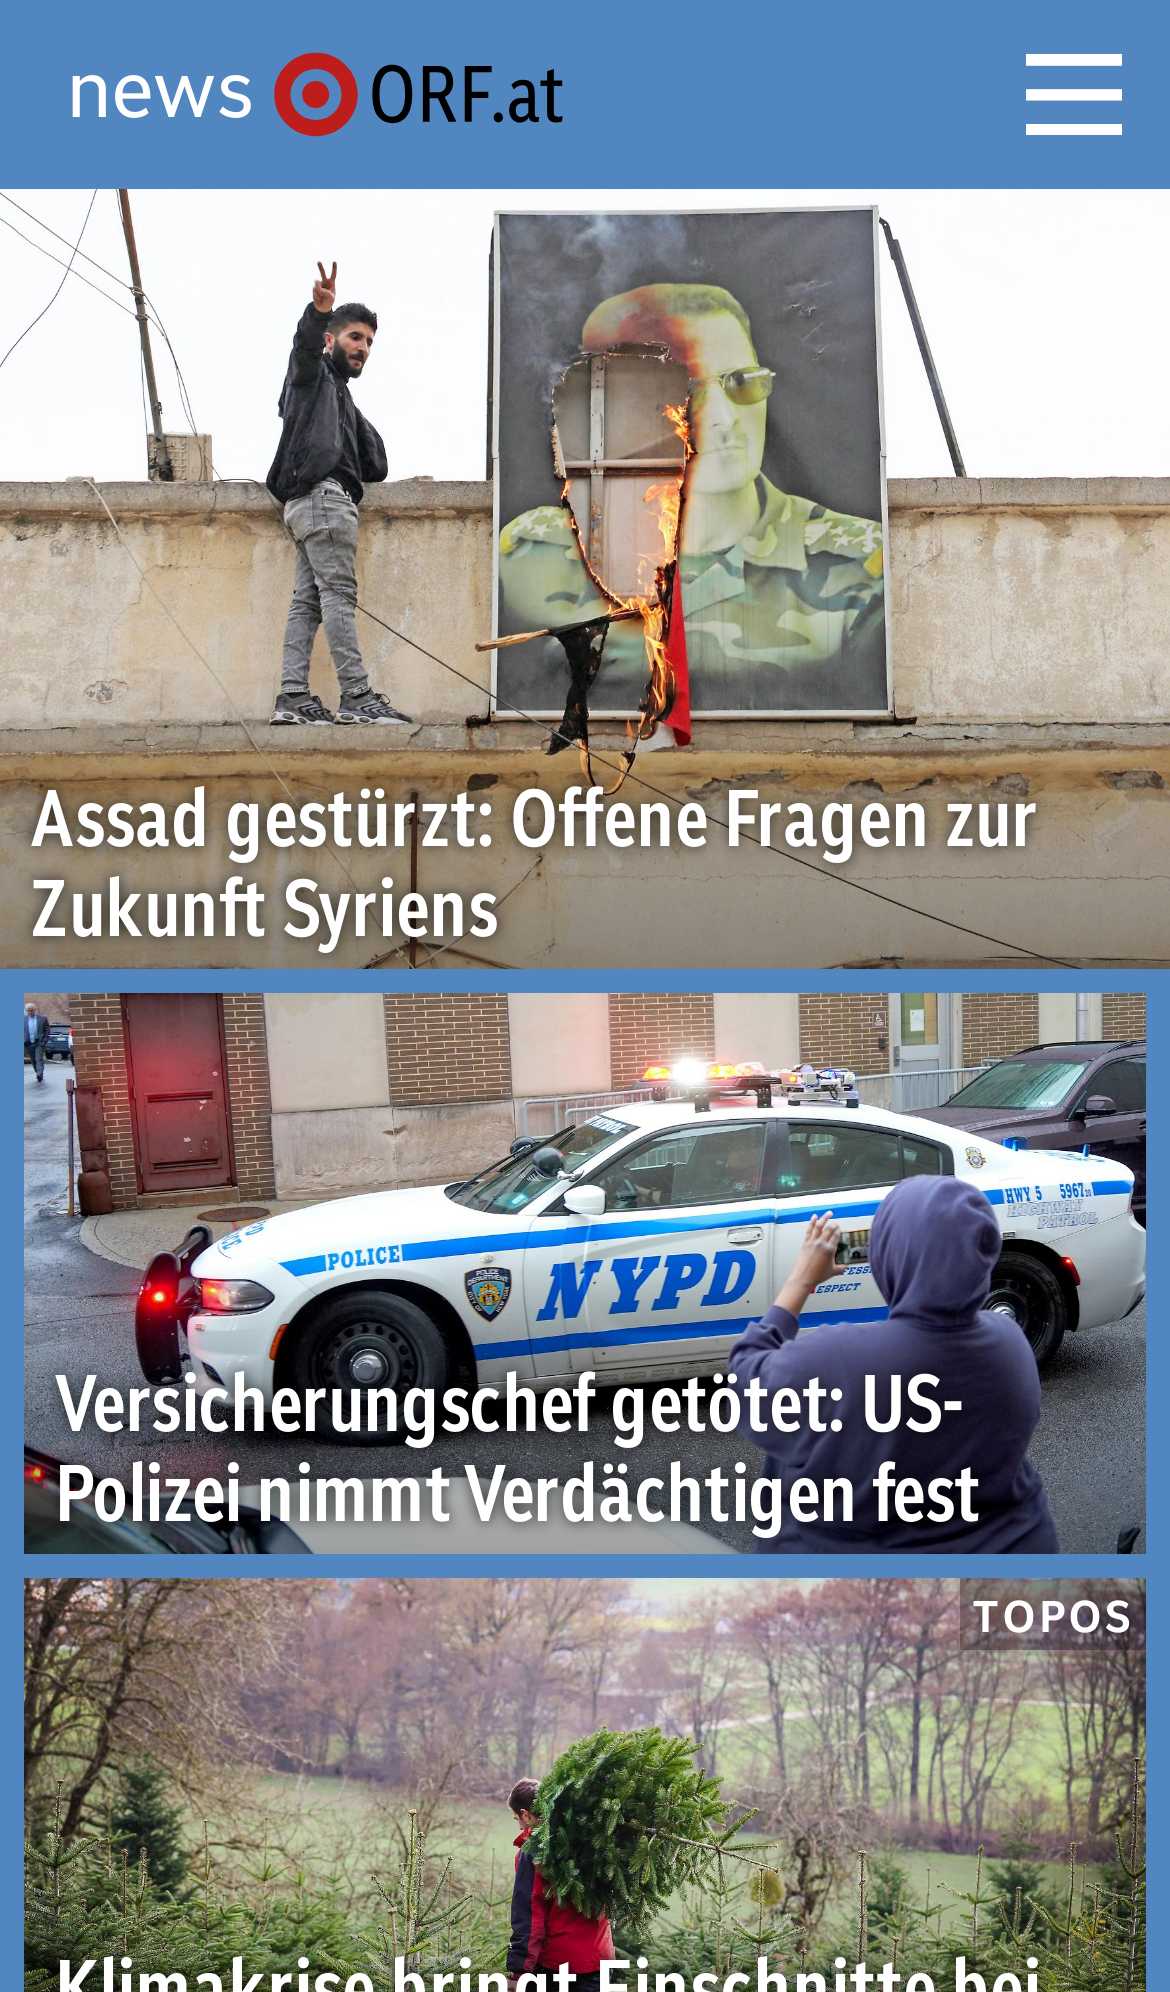 news ORF.at
Assad gestürzt: Offene Fragen zur
Zukunft Syriens
HWY 5 5967
HIGHWAY
PATROL
POLICE
NYPD
ESPECT
Versicherungschef getötet: US-
Polizei nimmt Verdächtigen fest
TOPOS
Klimakrise bringt Einschnitte bei